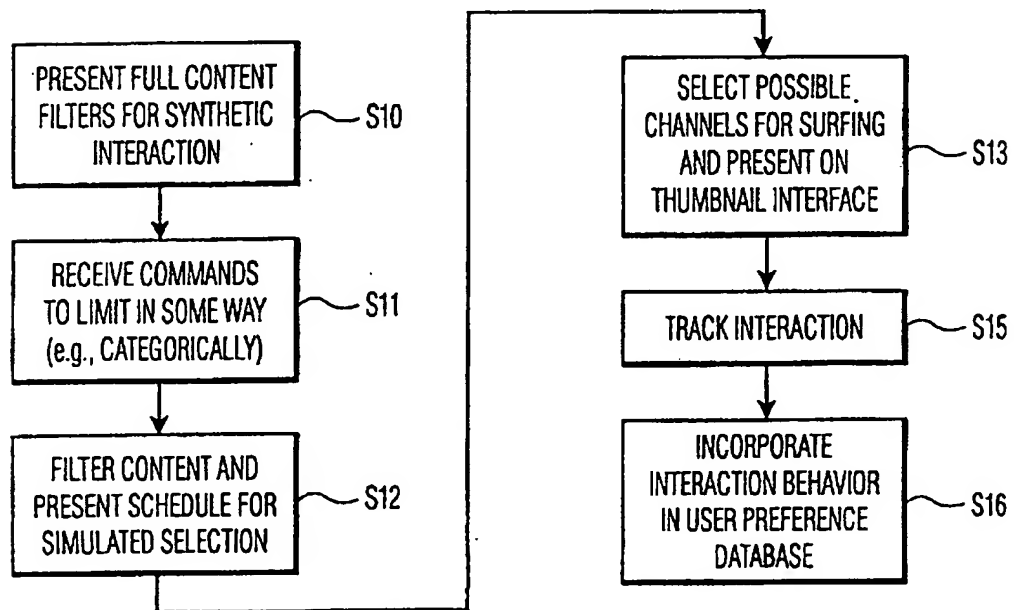 PRESENT FULL CONTENT
FILTERS FOR SYNTHETIC
INTERACTION
S10
RECEIVE COMMANDS
TO LIMIT IN SOME WAY
(e.g., CATEGORICALLY)
S11
FILTER CONTENT AND
PRESENT SCHEDULE FOR
SIMULATED SELECTION
S12
SELECT POSSIBLE
CHANNELS FOR SURFING
AND PRESENT ON
THUMBNAIL INTERFACE
S13
TRACK INTERACTION
S15
INCORPORATE
INTERACTION BEHAVIOR
IN USER PREFERENCE
DATABASE
S16